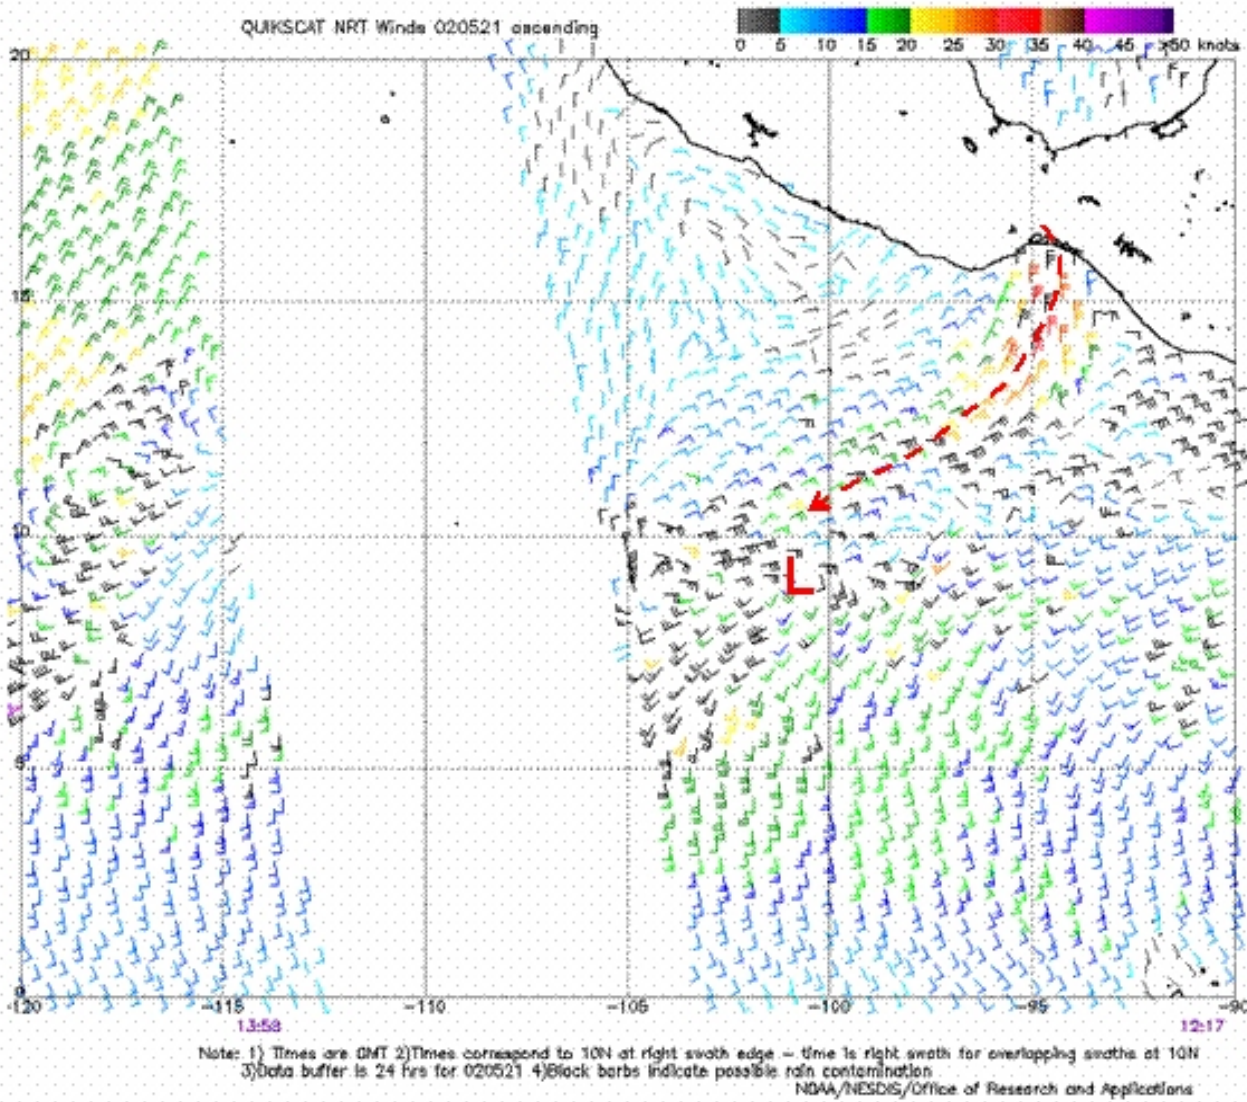 QUIKSCAT NRT Winds 020521 ascending
0 5 10 15 20 25 30 35 40 45 >50 knots
20
15
10
5
L
0
-120 -115 -110 -105 -100 -95 -90
13:58 12:17
Note: 1) Times are GMT 2)Times correspond to 10N at right swath edge - time is right swath for overlapping swaths at 10N
3)Data buffer is 24 hrs for 020521 4)Black barbs indicate possible rain contamination
NOAA/NESDIS/Office of Research and Applications